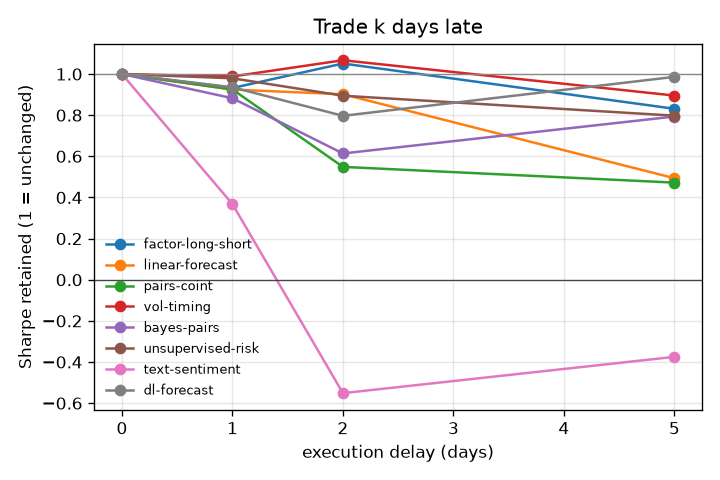 Trade k days late
Sharpe retained (1 = unchanged)
1.0
0.8
0.6
0.4
0.2
0.0
−0.2
−0.4
−0.6
factor-long-short
linear-forecast
pairs-coint
vol-timing
bayes-pairs
unsupervised-risk
text-sentiment
dl-forecast
0 1 2 3 4 5
execution delay (days)